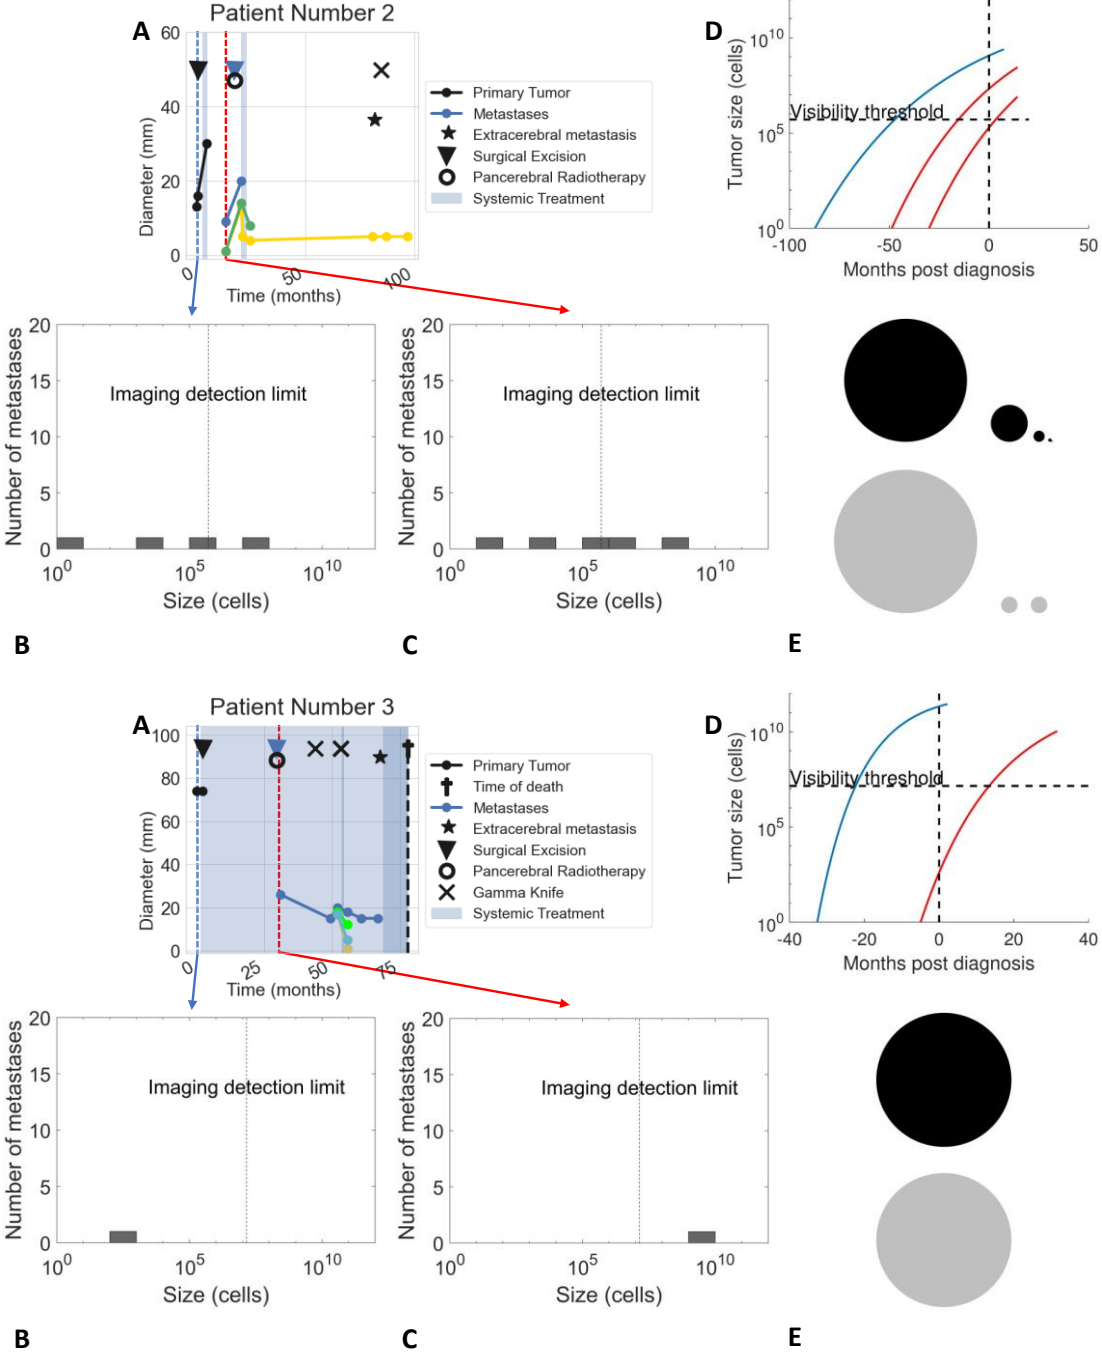 Patient Number 2
A
60
40
20
0
Diameter (mm)
0
50
100
Time (months)
Primary Tumor
Metastases
Extracerebral metastasis
Surgical Excision
Pancerebral Radiotherapy
Systemic Treatment
D
10^10
10^5
10^0
Tumor size (cells)
Visibility threshold
-100
-50
0
50
Months post diagnosis
20
15
10
5
0
Number of metastases
Imaging detection limit
10^0
10^5
10^10
Size (cells)
B
20
15
10
5
0
Number of metastases
Imaging detection limit
10^0
10^5
10^10
Size (cells)
C
E
Patient Number 3
A
100
80
60
40
20
0
Diameter (mm)
0
25
50
75
Time (months)
Primary Tumor
Time of death
Metastases
Extracerebral metastasis
Surgical Excision
Pancerebral Radiotherapy
Gamma Knife
Systemic Treatment
D
10^10
10^5
10^0
Tumor size (cells)
Visibility threshold
-40
-20
0
20
40
Months post diagnosis
20
15
10
5
0
Number of metastases
Imaging detection limit
10^0
10^5
10^10
Size (cells)
B
20
15
10
5
0
Number of metastases
Imaging detection limit
10^0
10^5
10^10
Size (cells)
C
E